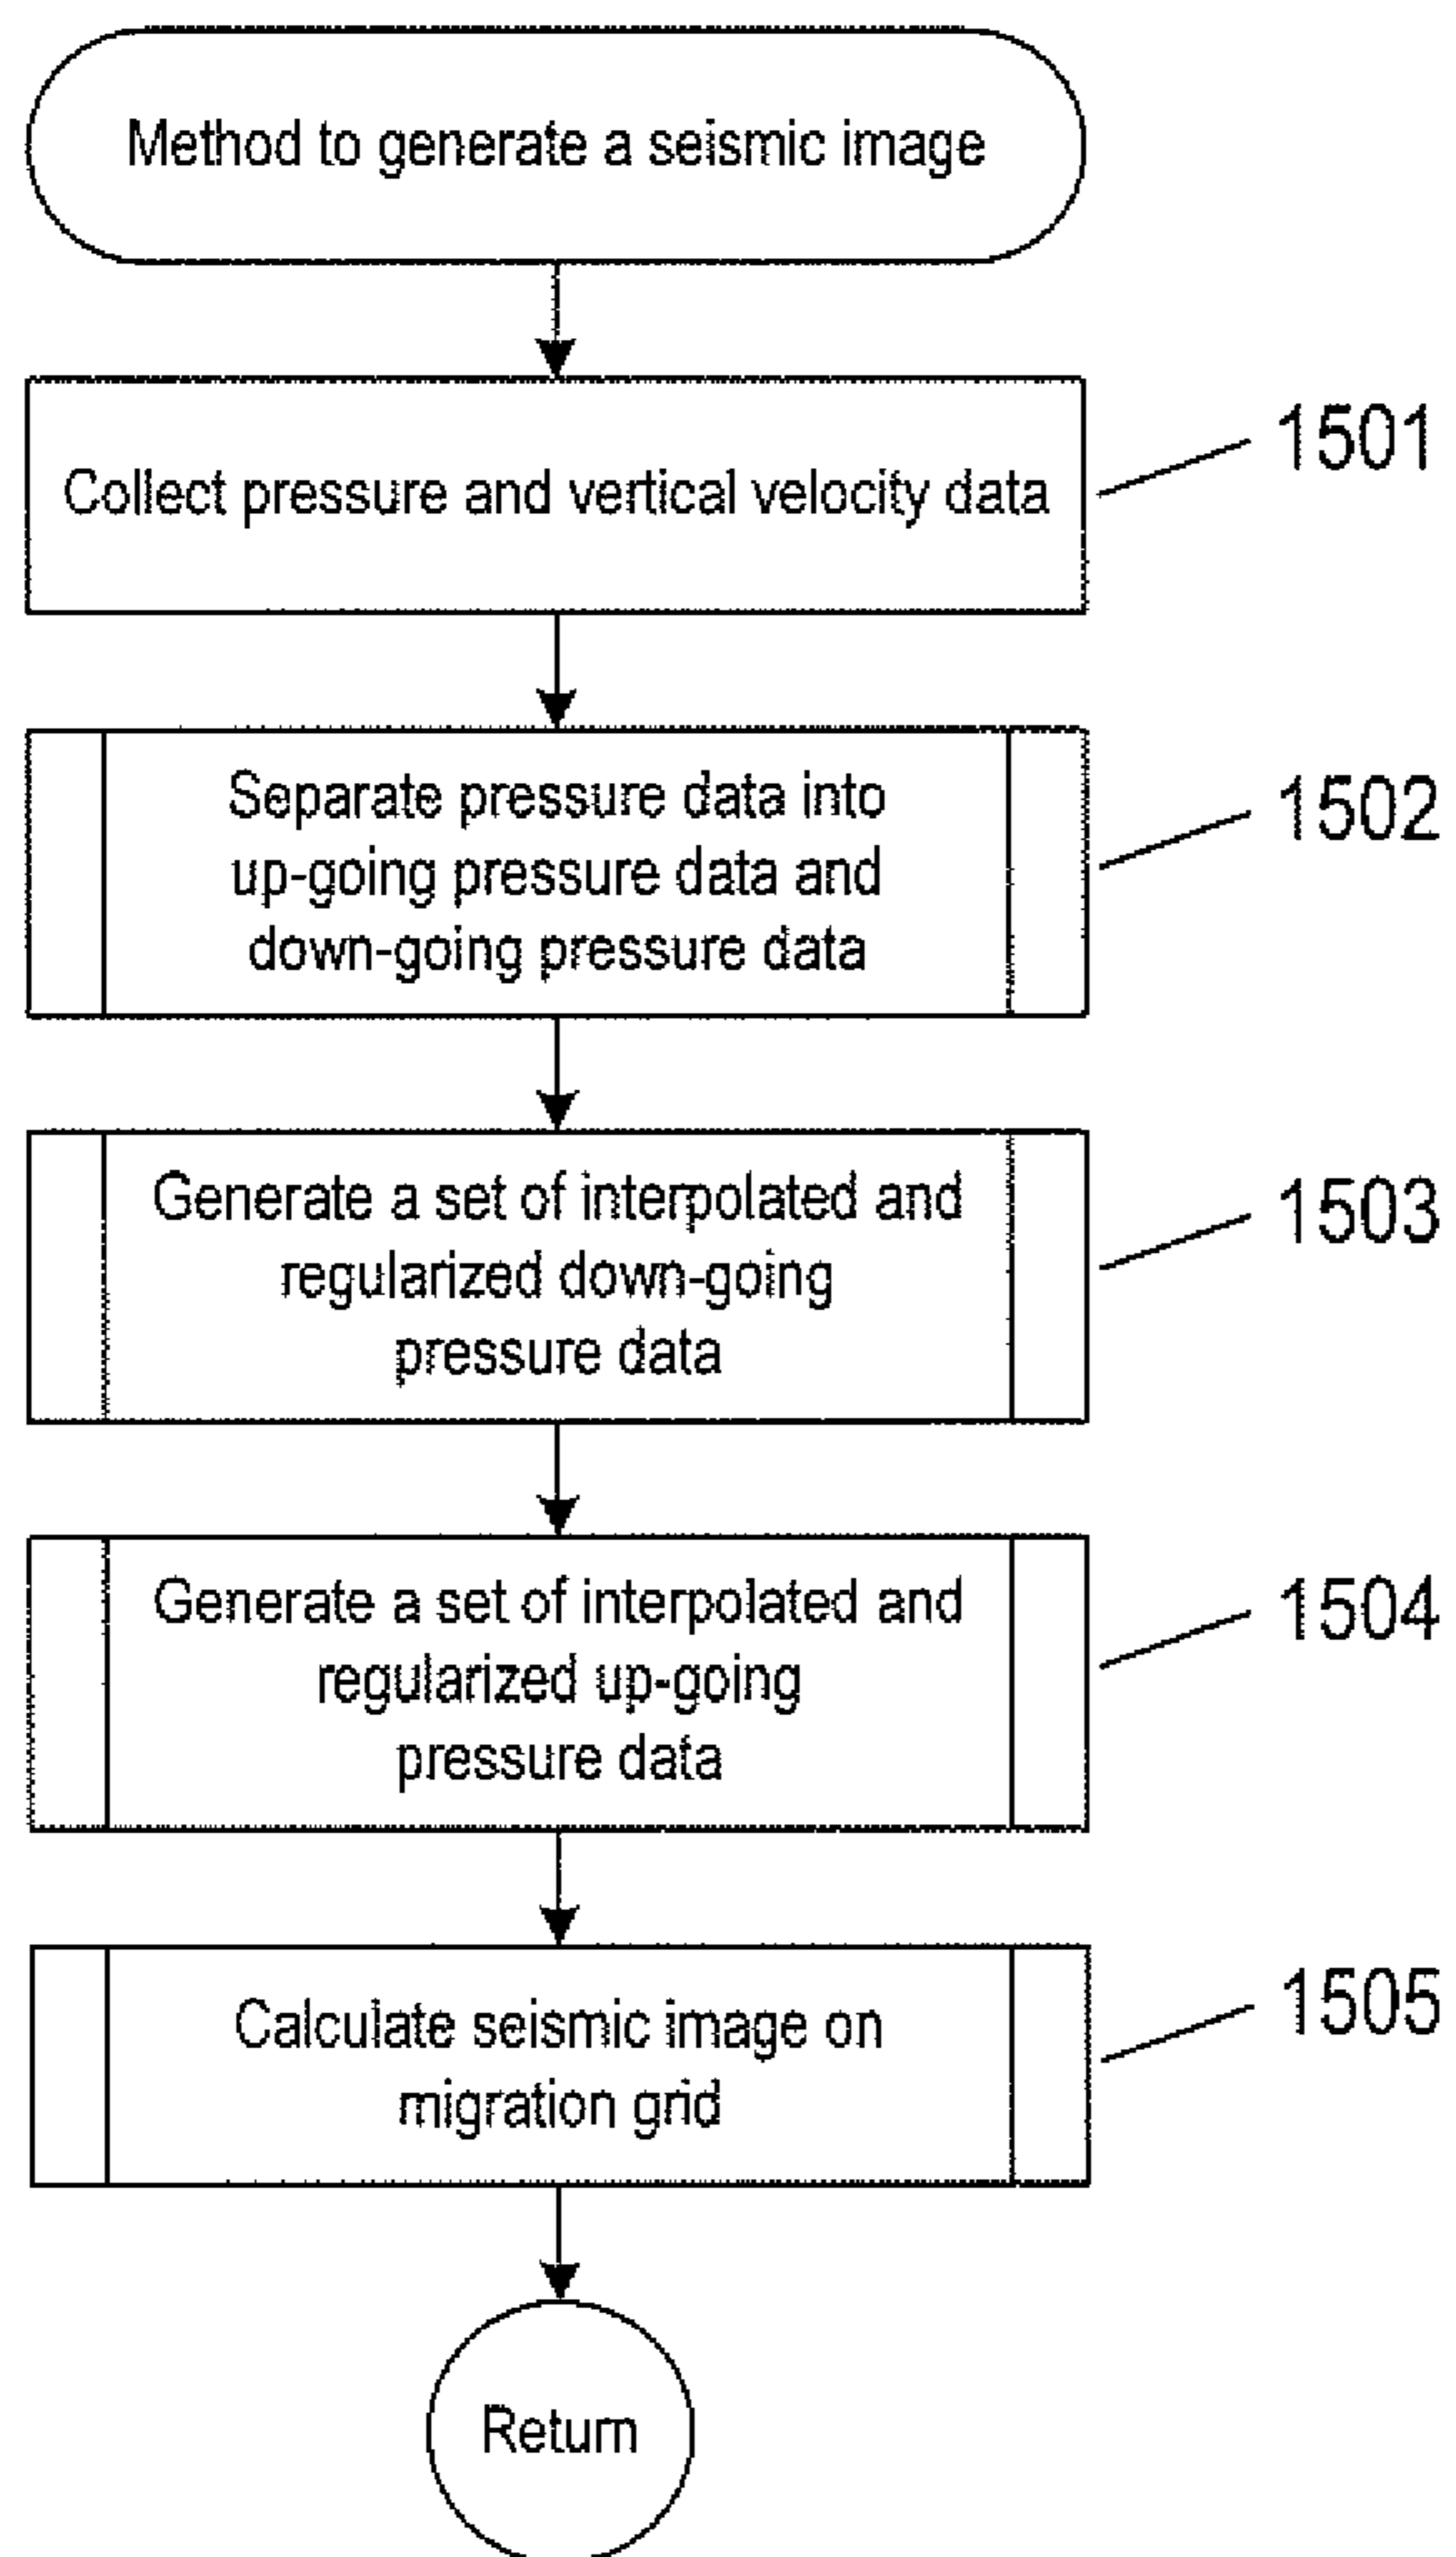 Method to generate a seismic image
Collect pressure and vertical velocity data
1501
Separate pressure data into
up-going pressure data and
down-going pressure data
1502
Generate a set of interpolated and
regularized down-going
pressure data
1503
Generate a set of interpolated and
regularized up-going
pressure data
1504
Calculate seismic image on
migration grid
1505
Return